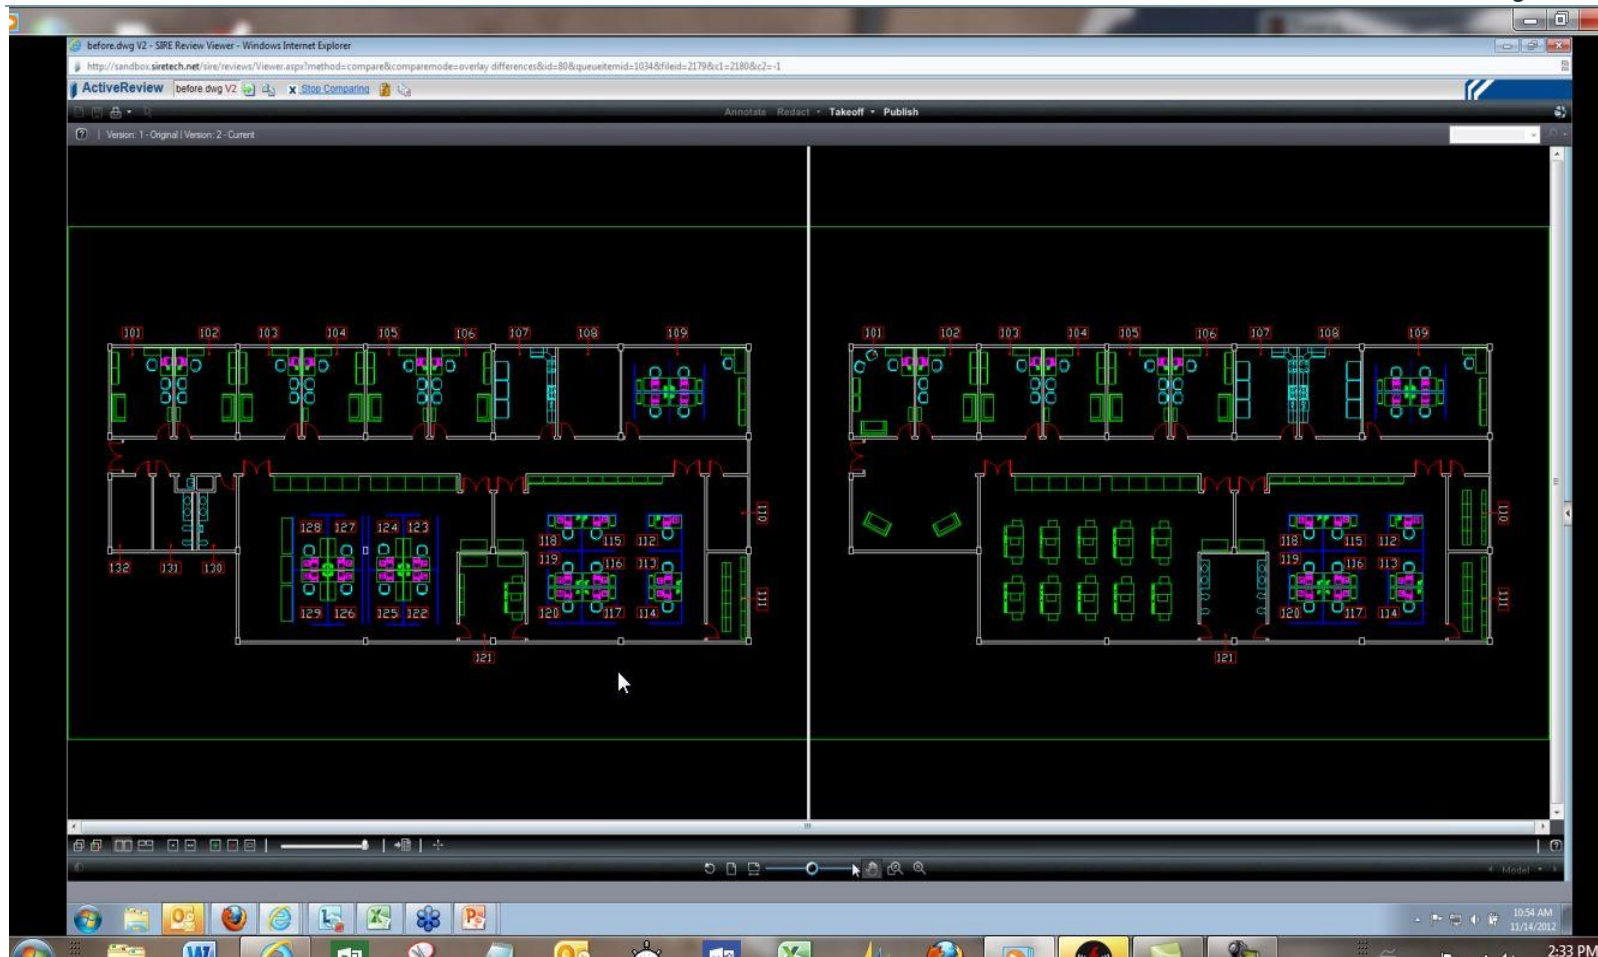 before.dwg V2 - SIRE Review Viewer - Windows Internet Explorer
http://sandbox.siretech.net/sire/reviews/Viewer.aspx?method=compare&comparemode=overlay differences&id=80&queueitemid=1034&fileid=2179&c1=2180&c2=-1
ActiveReview before.dwg V2 x Stop Comparing
Annotate Redact Takeoff Publish
Version: 1 - Original | Version: 2 - Current
101 102 103 104 105 106 107 108 109
101 102 103 104 105 106 107 108 109
128 127 124 123
118 115 112
110
119 116 113
132 131 130
129 126 125 122
120 117 114
111
121
118 115 112
110
119 116 113
120 117 114
111
121
Model
10:54 AM
11/14/2012
2:33 PM